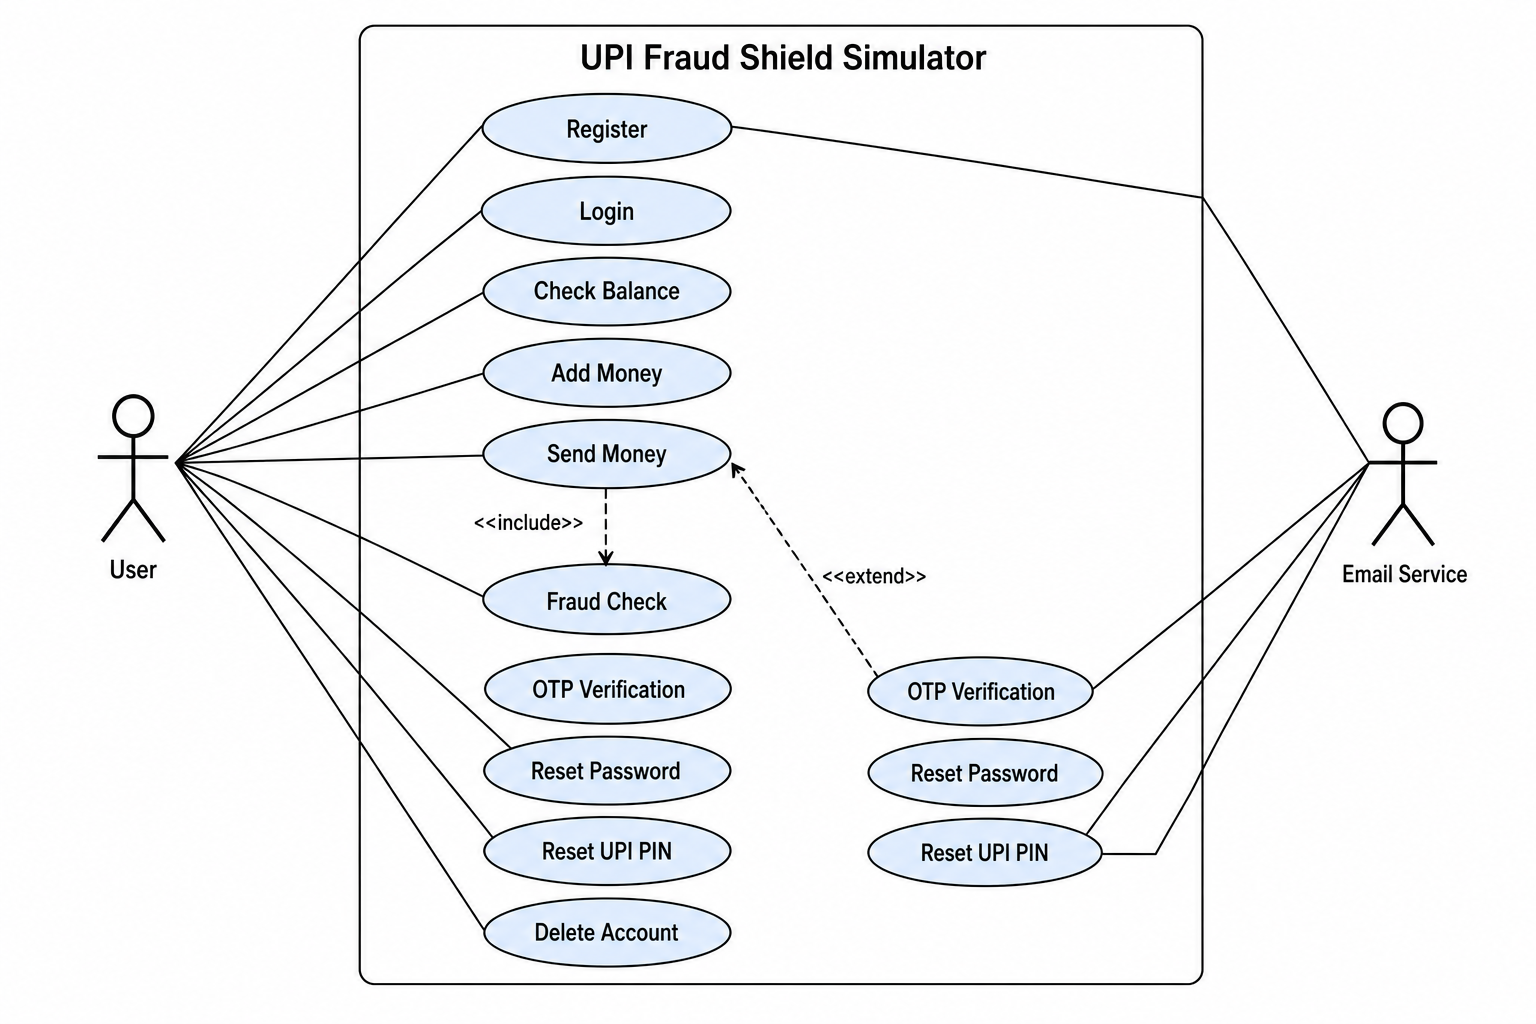 UPI Fraud Shield Simulator
Register
Login
Check Balance
Add Money
Send Money
<<include>>
<<extend>>
Fraud Check
OTP Verification
Reset Password
Reset UPI PIN
Delete Account
OTP Verification
Reset Password
Reset UPI PIN
User
Email Service